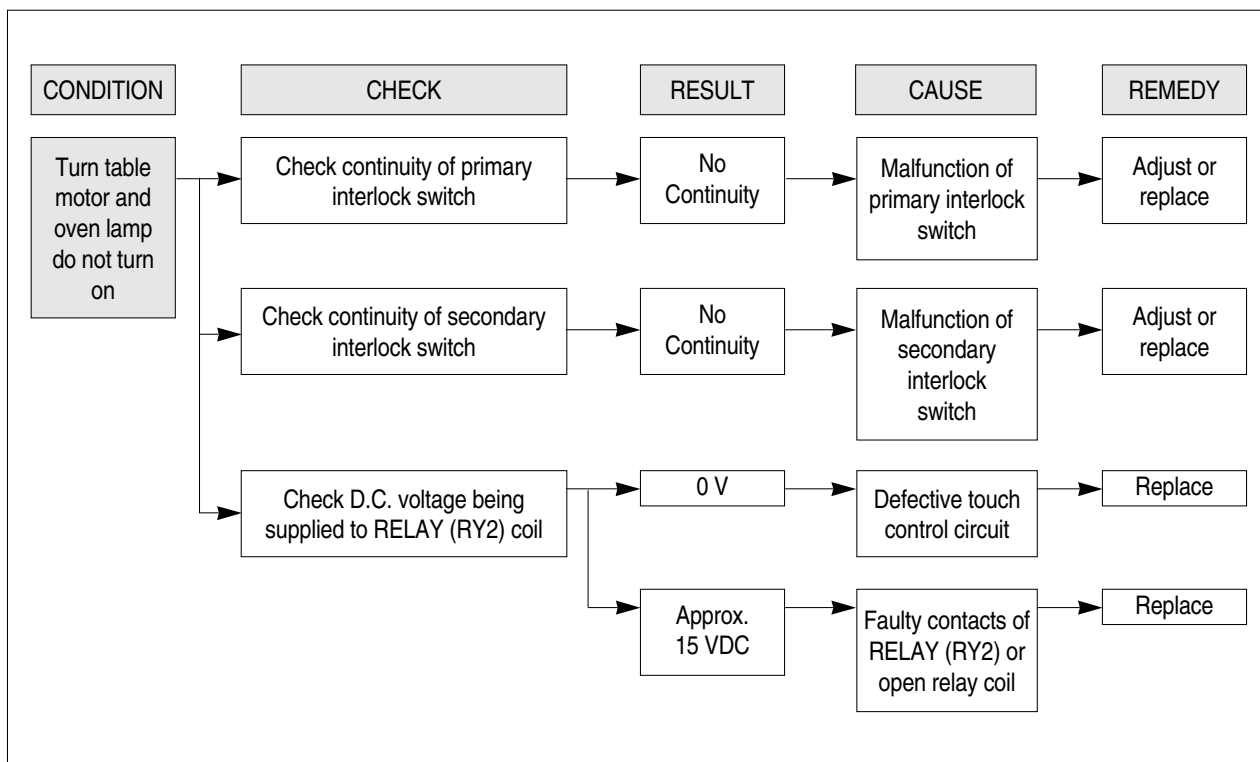 CONDITION
CHECK
RESULT
CAUSE
REMEDY
Turn table
motor and
oven lamp
do not turn
on
Check continuity of primary
interlock switch
No
Continuity
Malfunction of
primary interlock
switch
Adjust or
replace
Check continuity of secondary
interlock switch
No
Continuity
Malfunction of
secondary
interlock
switch
Adjust or
replace
Check D.C. voltage being
supplied to RELAY (RY2) coil
0 V
Defective touch
control circuit
Replace
Approx.
15 VDC
Faulty contacts of
RELAY (RY2) or
open relay coil
Replace